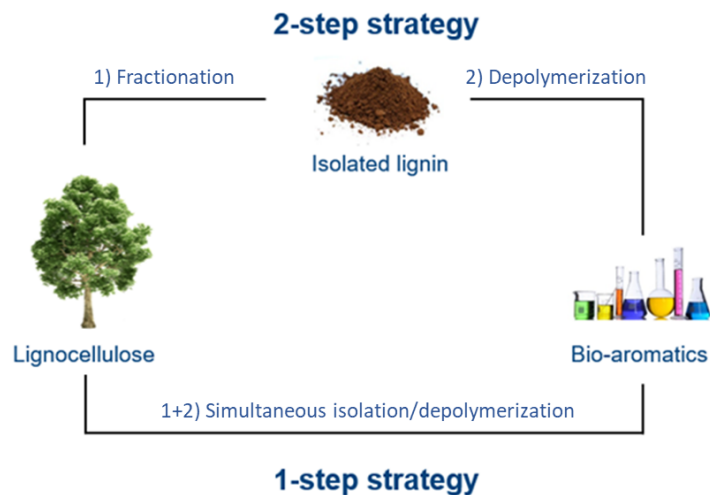 2-step strategy
1) Fractionation
2) Depolymerization
Isolated lignin
Lignocellulose
Bio-aromatics
1+2) Simultaneous isolation/depolymerization
1-step strategy